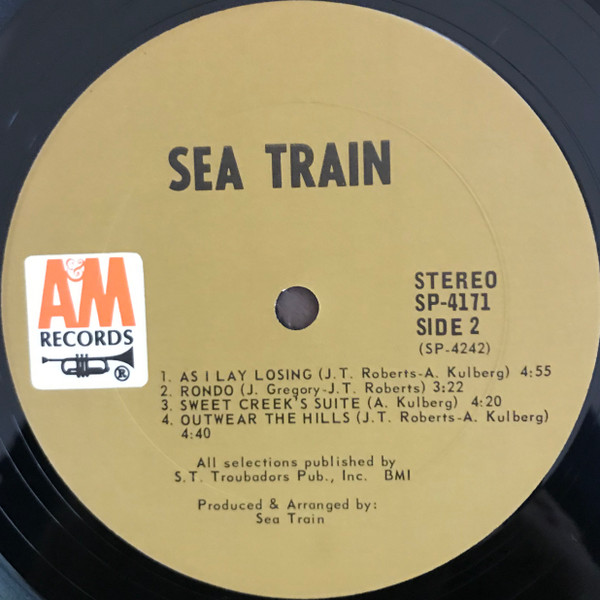 SEA TRAIN
A&M
RECORDS
®
STEREO
SP-4171
SIDE 2
(SP-4242)
1. AS I LAY LOSING (J.T. Roberts-A. Kulberg) 4:55
2. RONDO (J. Gregory-J.T. Roberts) 3:22
3. SWEET CREEK'S SUITE (A. Kulberg) 4:20
4. OUTWEAR THE HILLS (J.T. Roberts-A. Kulberg)
4:40
All selections published by
S.T. Troubadors Pub., Inc. BMI
Produced & Arranged by:
Sea Train